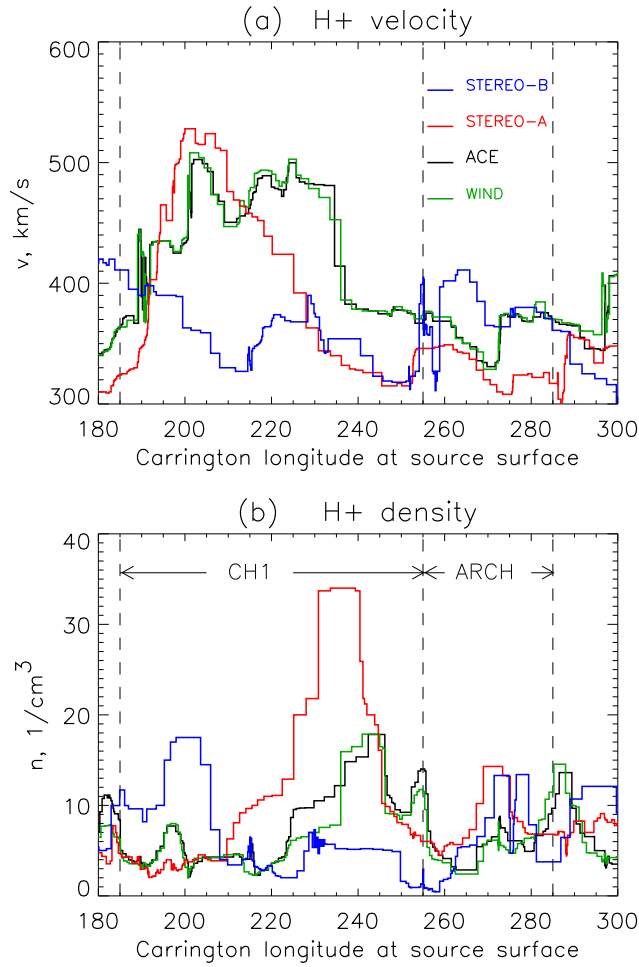 (a) H+ velocity
600
500
400
300
v, km/s
STEREO-B
STEREO-A
ACE
WIND
180 200 220 240 260 280 300
Carrington longitude at source surface
(b) H+ density
40
30
20
10
0
n, 1/cm³
CH1 ARCH
180 200 220 240 260 280 300
Carrington longitude at source surface